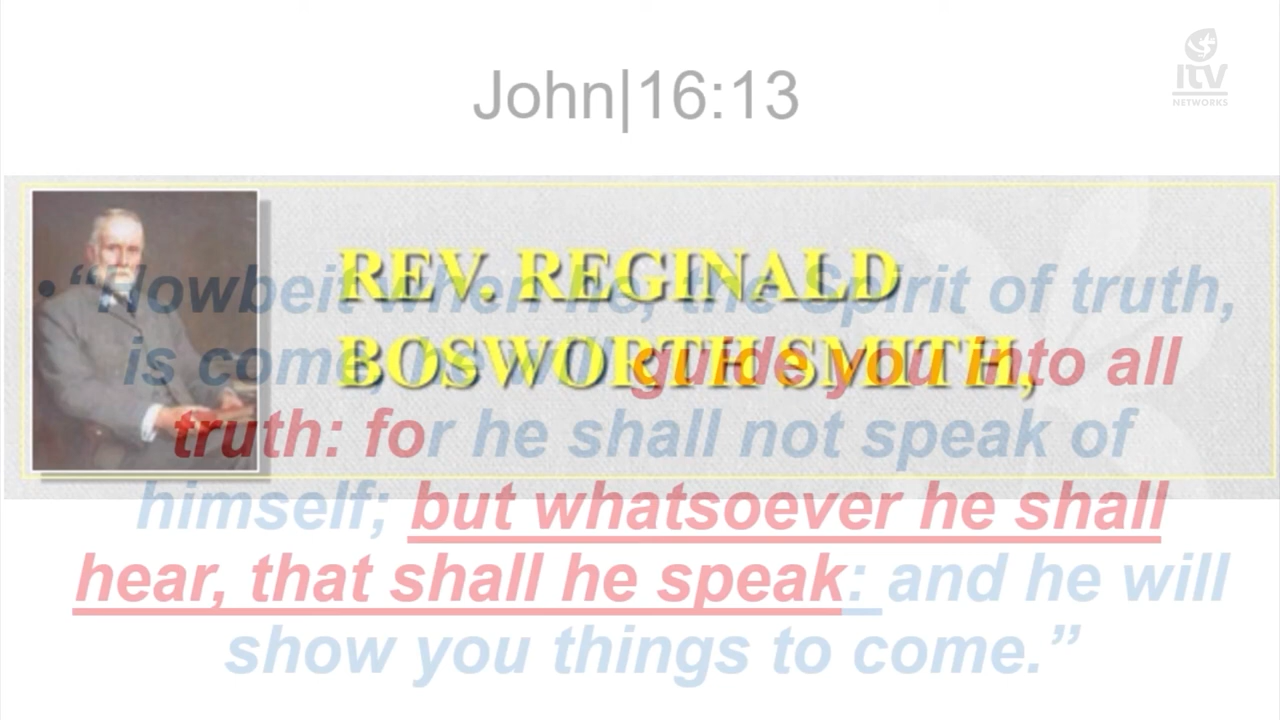 ITV
NETWORKS
John|16:13
REV. REGINALD
BOSWORTH SMITH,
• “Howbeit when he, the Spirit of truth,
is come, he will guide you into all
truth: for he shall not speak of
himself; but whatsoever he shall
hear, that shall he speak: and he will
show you things to come.”